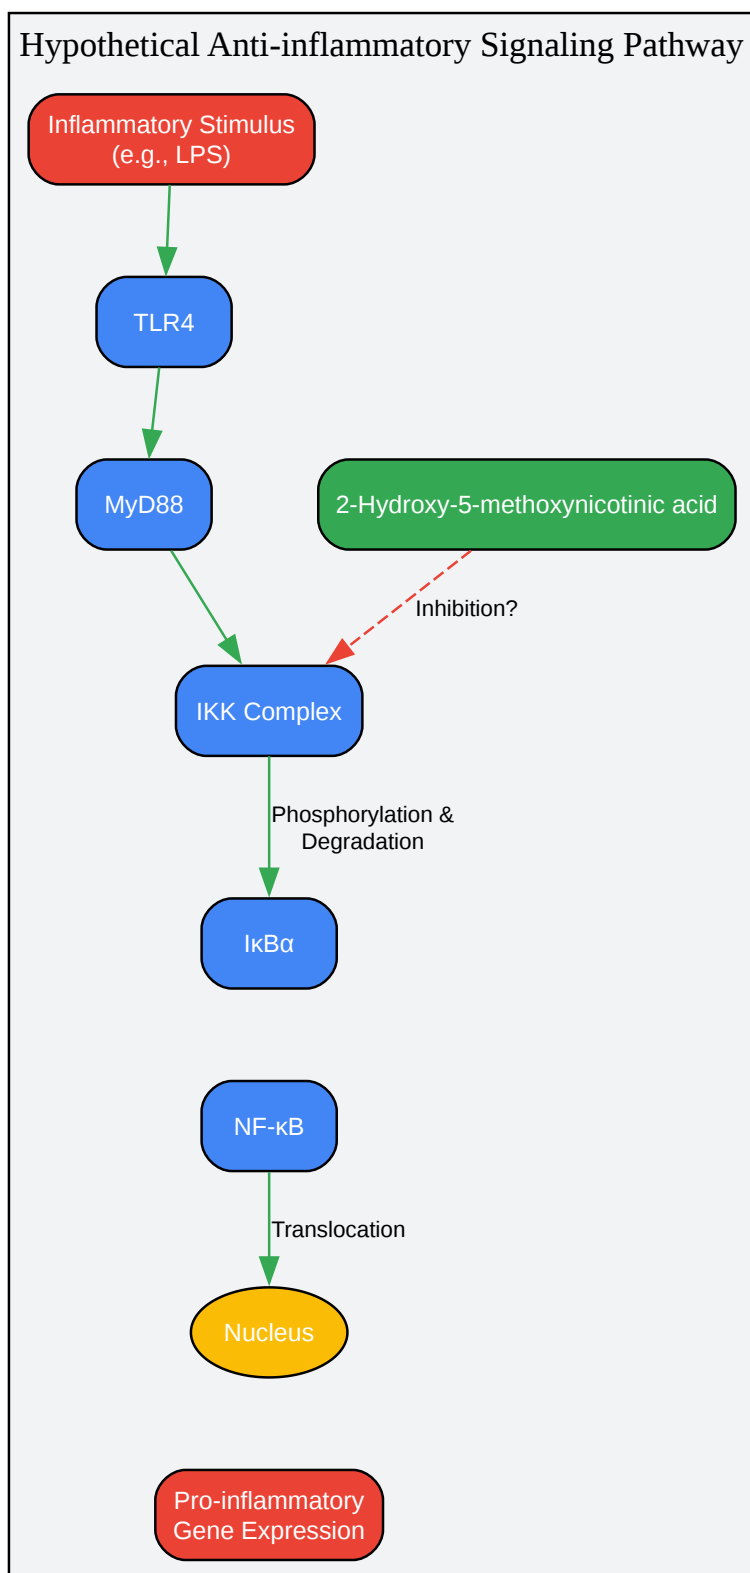 Hypothetical Anti-inflammatory Signaling Pathway
Inflammatory Stimulus
(e.g., LPS)
TLR4
MyD88
2-Hydroxy-5-methoxynicotinic acid
Inhibition?
IKK Complex
Phosphorylation &
Degradation
IκBα
NF-κB
Translocation
Nucleus
Pro-inflammatory
Gene Expression